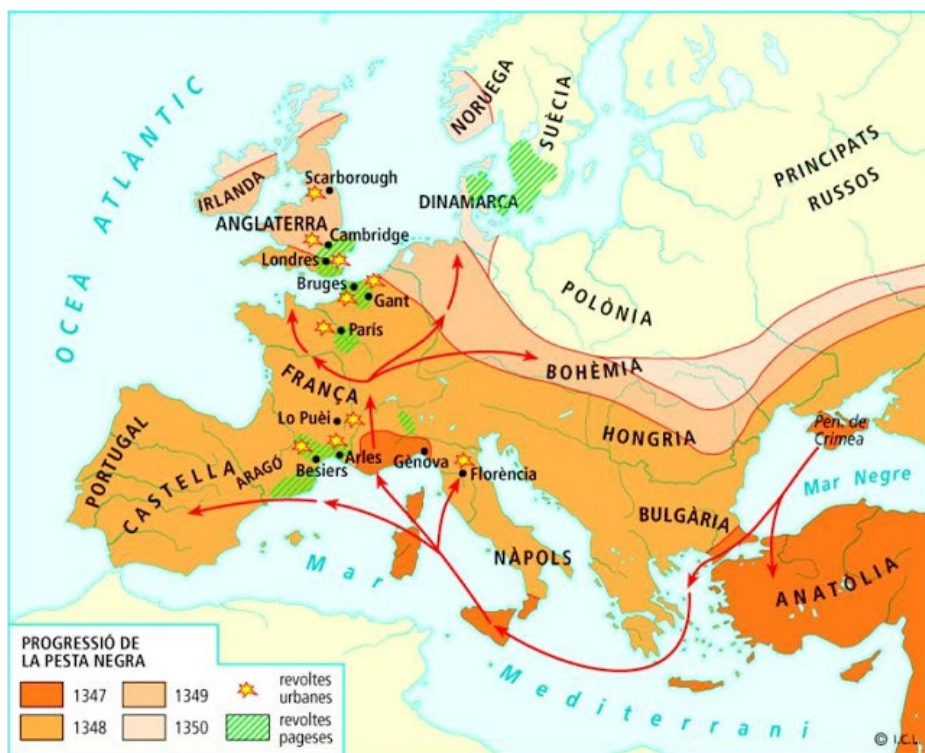 OCEÀ ATLÀNTIC
NORUEGA
SUÈCIA
PRINCIPATS
RUSSOS
IRLANDA
Scarborough
DINAMARCA
ANGLATERRA
Cambridge
Londres
Bruges
Gant
POLÒNIA
París
BOHÈMIA
FRANÇA
Lo Puèi
HONGRIA
Pen. de
Crimea
PORTUGAL
CASTELLA
ARAGÓ
Besiers
Arles
Gènova
Florència
Mar Negre
BULGÀRIA
NÀPOLS
ANATÒLIA
Mar
Mediterrani
PROGRESSIÓ DE
LA PESTA NEGRA
1347
1349
1348
1350
revoltes
urbanes
revoltes
pageses
© I.C.L.